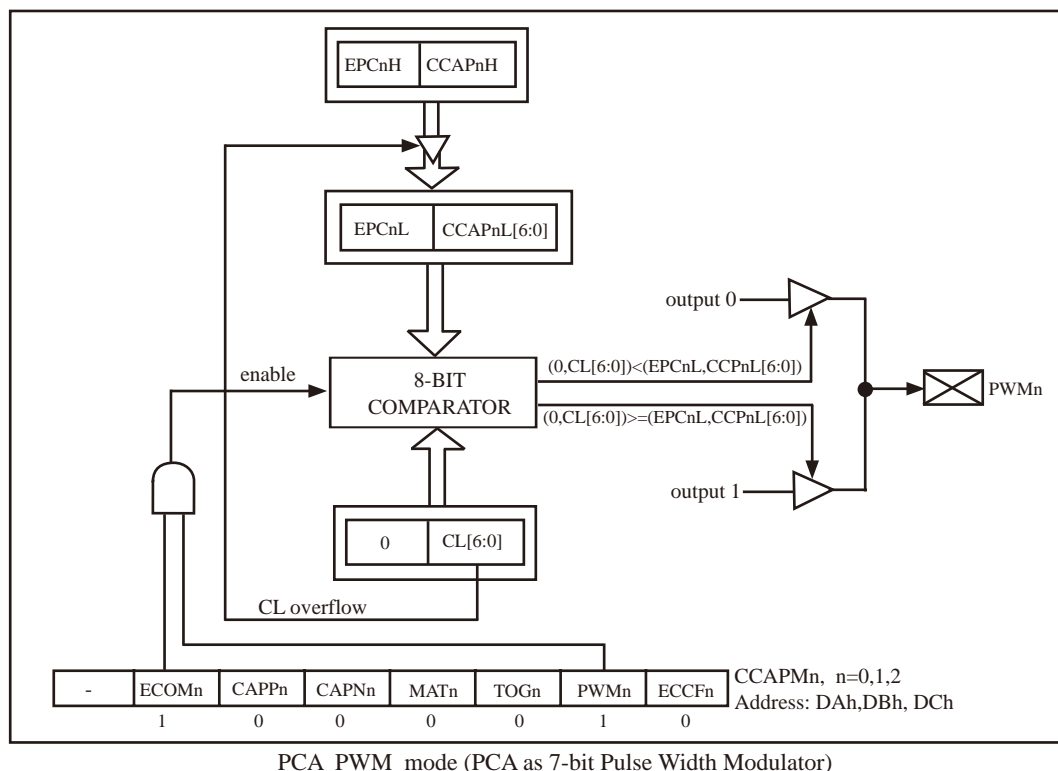 EPCnH CCAPnH
EPCnL CCAPnL[6:0]
output 0
(0,CL[6:0])<(EPCnL,CCPnL[6:0])
enable
8-BIT
COMPARATOR
PWMn
(0,CL[6:0])>=(EPCnL,CCPnL[6:0])
output 1
0 CL[6:0]
CL overflow
- ECOMn CAPPn CAPNn MATn TOGn PWMn ECCFn
CCAPMn, n=0,1,2
Address: DAh,DBh, DCh
1 0 0 0 0 1 0
PCA PWM mode (PCA as 7-bit Pulse Width Modulator)